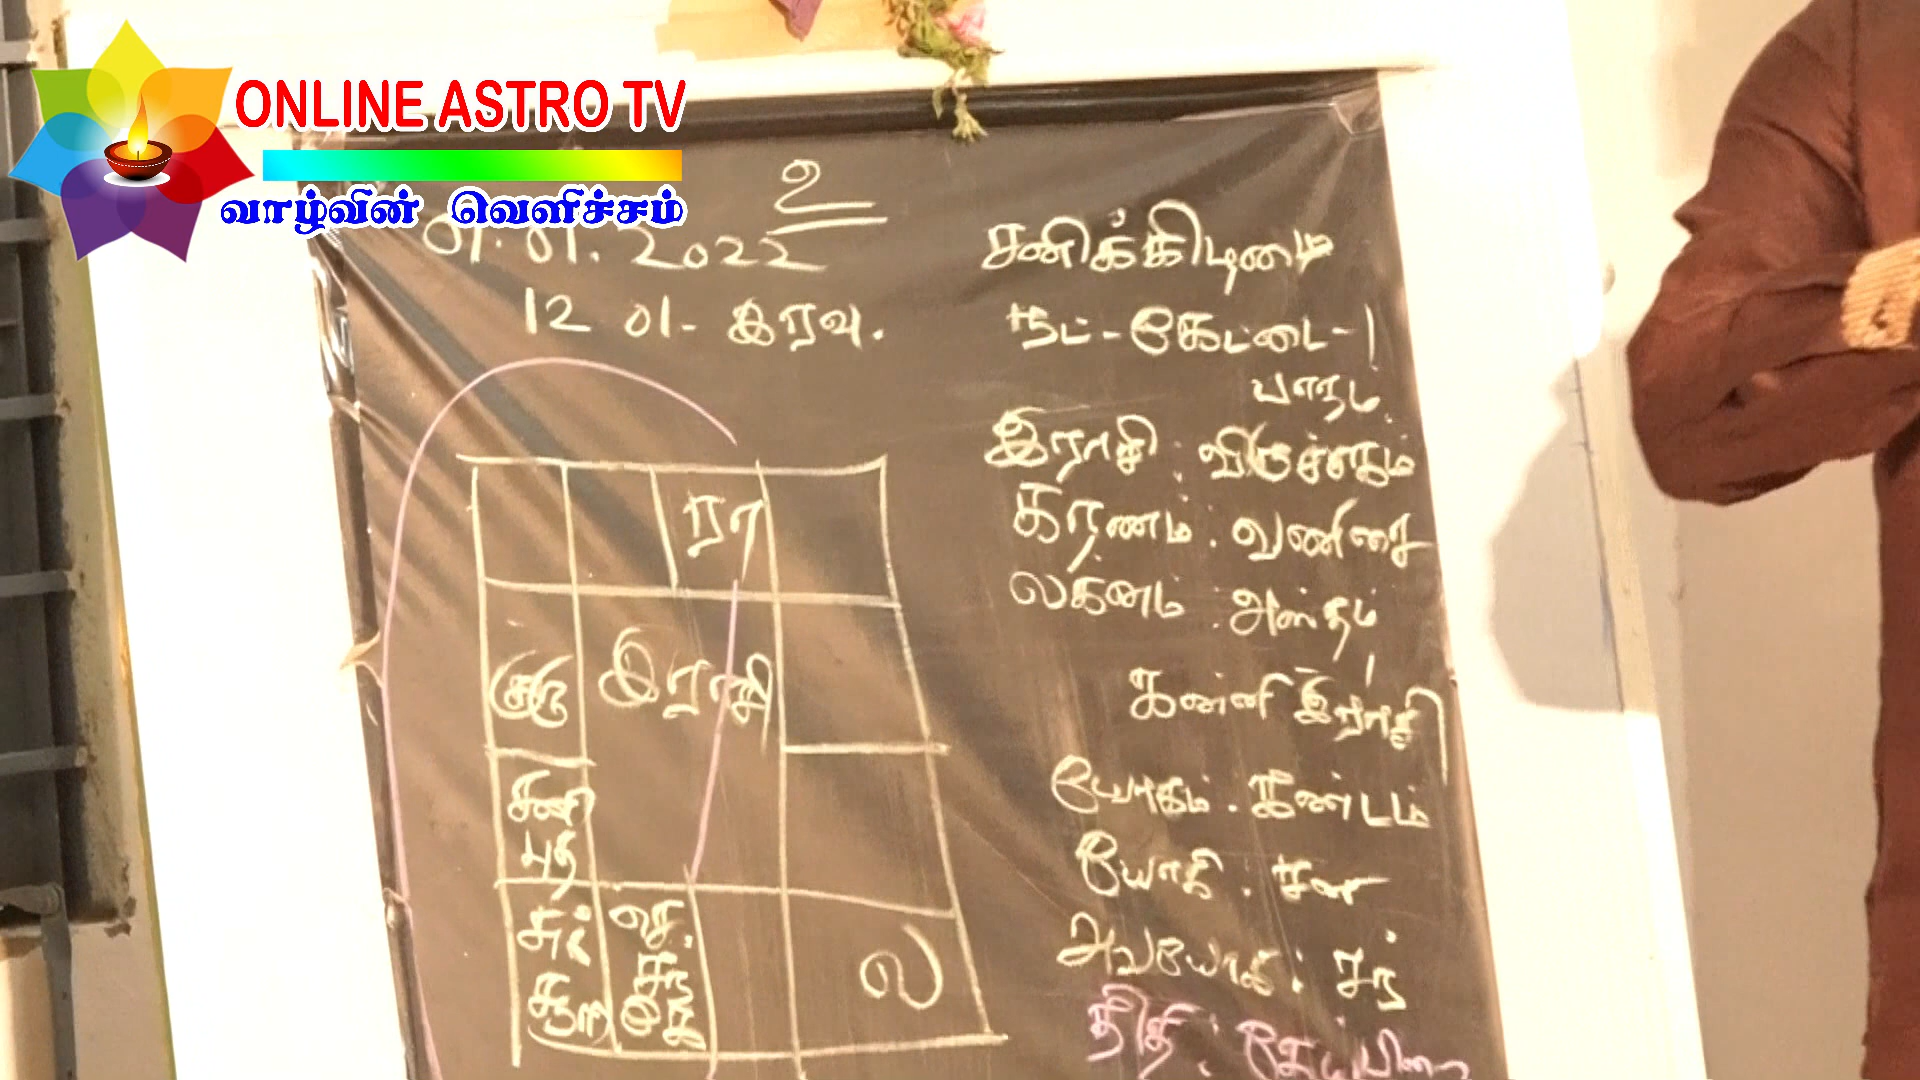 ONLINE ASTRO TV
வாழ்வின் வெளிச்சம்
உ
01.01.2022
12 01- இரவு.
சனிக்கிழமை
நட்-கேட்டை-1
பாதம்.
இராசி : விருச்சகம்
கரணம் : வணிசை
லக்னம் : அஸ்தம்
கன்னி இராசி
யோகம் . கண்டம்
யோகி . சனி
அவயோகி : சந்
திதி : தேய்பிறை
ரா
குரு இராசி
சனி
புத
சுக்
சூரி
செ.
சந்
கேது
ல